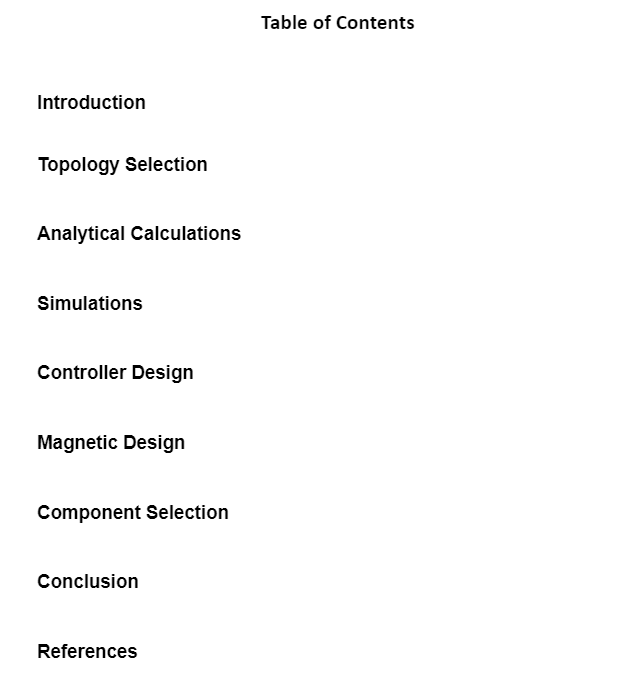 Table of Contents
Introduction
Topology Selection
Analytical Calculations
Simulations
Controller Design
Magnetic Design
Component Selection
Conclusion
References